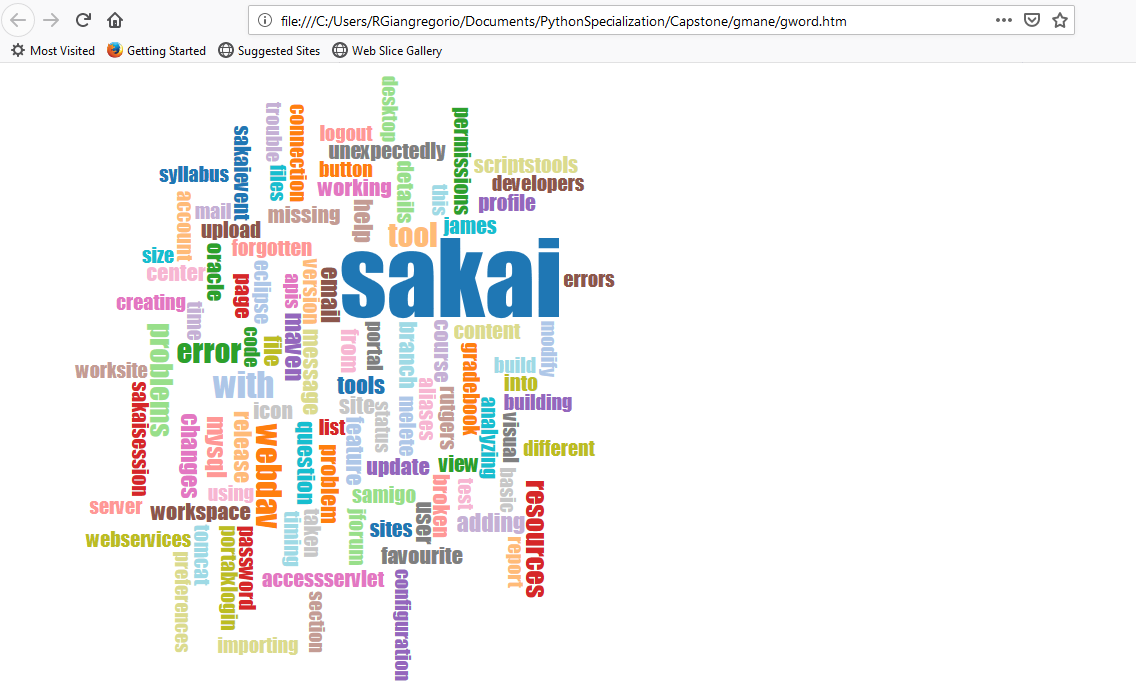 file:///C:/Users/RGiangregorio/Documents/PythonSpecialization/Capstone/gmane/gword.htm
Most Visited Getting Started Suggested Sites Web Slice Gallery
desktop
trouble
connection
logout
permissions
sakaievent
unexpectedly
syllabus
files
button
details
scriptstools
working
this
developers
account
mail
missing
help
profile
upload
tool
james
size
oracle
forgotten
sakai
center
page
eclipse
apis
version
email
errors
creating
time
problems
error
code
file
maven
message
from
portal
branch
course
content
modify
worksite
with
gradebook
build
tools
into
sakaisession
icon
site
aliases
rutgers
building
changes
mysql
release
webdav
question
list
feature
status
melete
analyzing
visual
different
problem
update
view
server
using
samigo
broken
test
basic
resources
workspace
timing
taken
jforum
sites
user
adding
webservices
tomcat
portalxlogin
password
favourite
report
preferences
accessservlet
configuration
section
importing